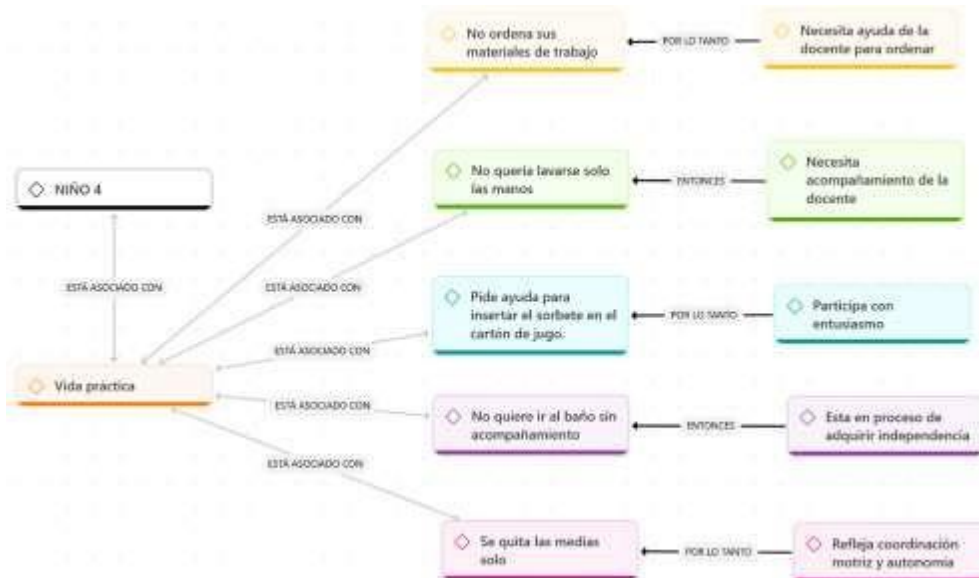 No ordena sus
materiales de trabajo
POR LO TANTO
Necesita ayuda de la
docente para ordenar
NIÑO 4
No quería lavarse solo
las manos
ENTONCES
Necesita
acompañamiento de la
docente
ESTÁ ASOCIADO CON
ESTÁ ASOCIADO CON
ESTÁ ASOCIADO CON
Pide ayuda para
insertar el sorbete en el
cartón de jugo.
POR LO TANTO
Participa con
entusiasmo
ESTÁ ASOCIADO CON
Vida práctica
ESTÁ ASOCIADO CON
No quiere ir al baño sin
acompañamiento
ENTONCES
Esta en proceso de
adquirir independencia
ESTÁ ASOCIADO CON
Se quita las medias
solo
POR LO TANTO
Refleja coordinación
motriz y autonomía